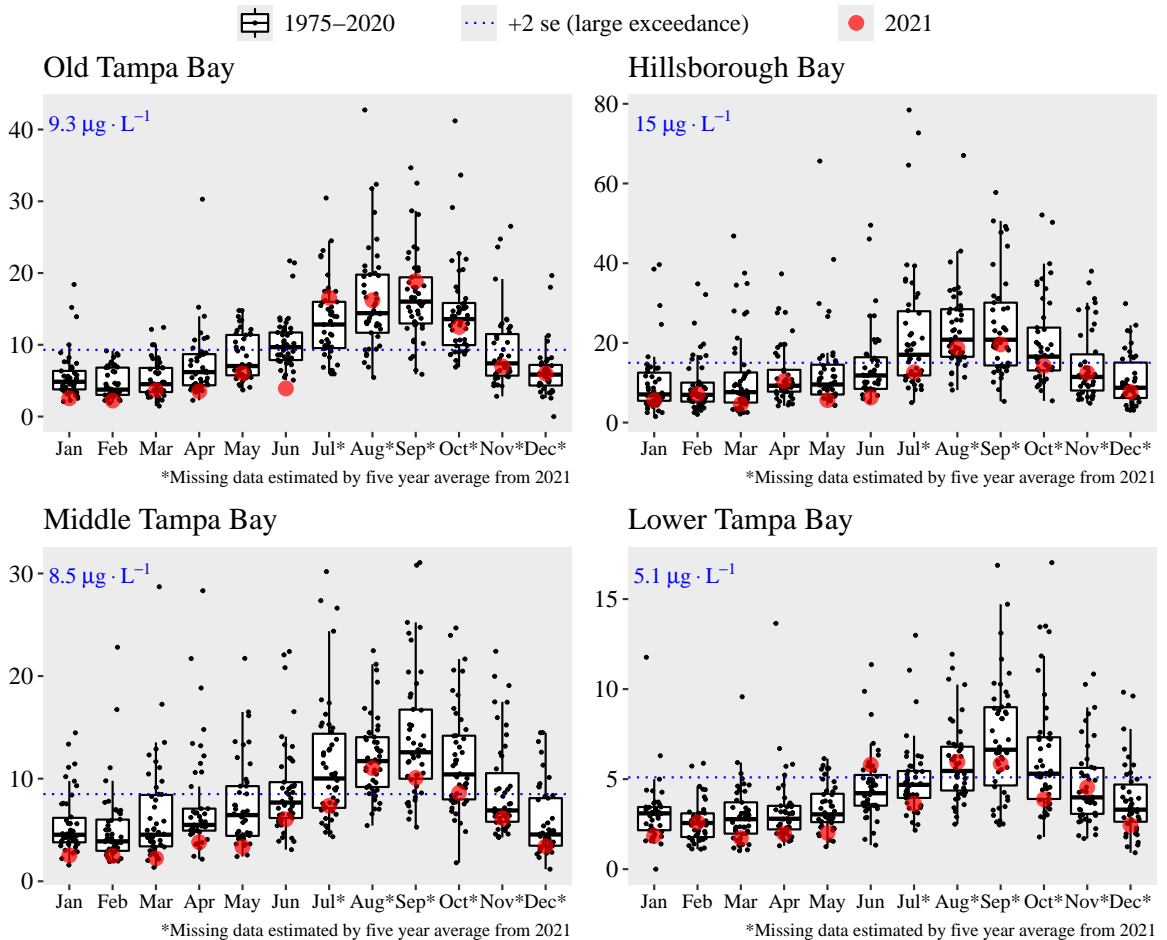 1975–2020 +2 se (large exceedance) 2021
Old Tampa Bay
9.3 μg · L⁻¹
40
30
20
10
0
Jan Feb Mar Apr May Jun Jul* Aug* Sep* Oct* Nov* Dec*
*Missing data estimated by five year average from 2021
Hillsborough Bay
15 μg · L⁻¹
80
60
40
20
0
Jan Feb Mar Apr May Jun Jul* Aug* Sep* Oct* Nov* Dec*
*Missing data estimated by five year average from 2021
Middle Tampa Bay
8.5 μg · L⁻¹
30
20
10
0
Jan Feb Mar Apr May Jun Jul* Aug* Sep* Oct* Nov* Dec*
*Missing data estimated by five year average from 2021
Lower Tampa Bay
5.1 μg · L⁻¹
15
10
5
0
Jan Feb Mar Apr May Jun Jul* Aug* Sep* Oct* Nov* Dec*
*Missing data estimated by five year average from 2021